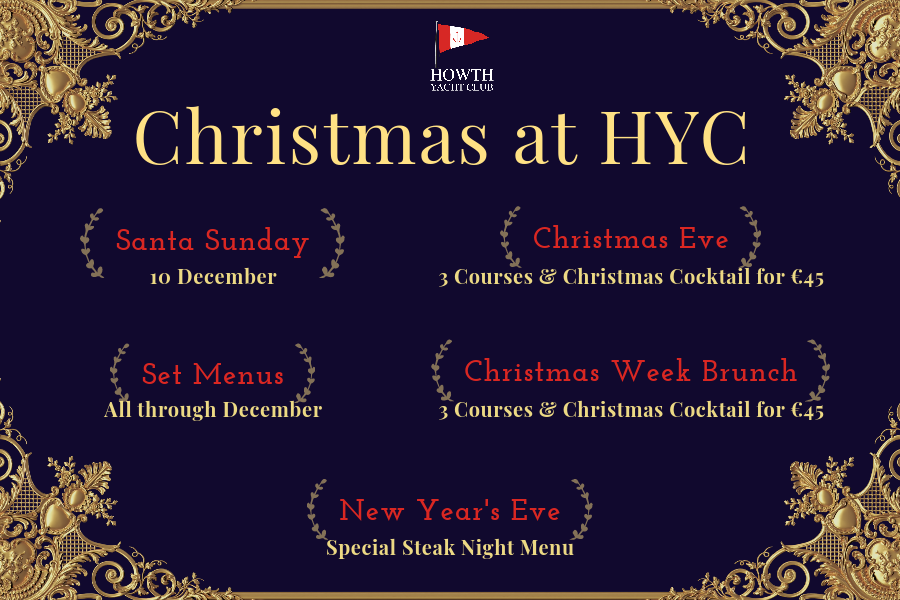 HOWTH
YACHT CLUB
Christmas at HYC
Santa Sunday
10 December
Christmas Eve
3 Courses & Christmas Cocktail for €45
Set Menus
All through December
Christmas Week Brunch
3 Courses & Christmas Cocktail for €45
New Year's Eve
Special Steak Night Menu